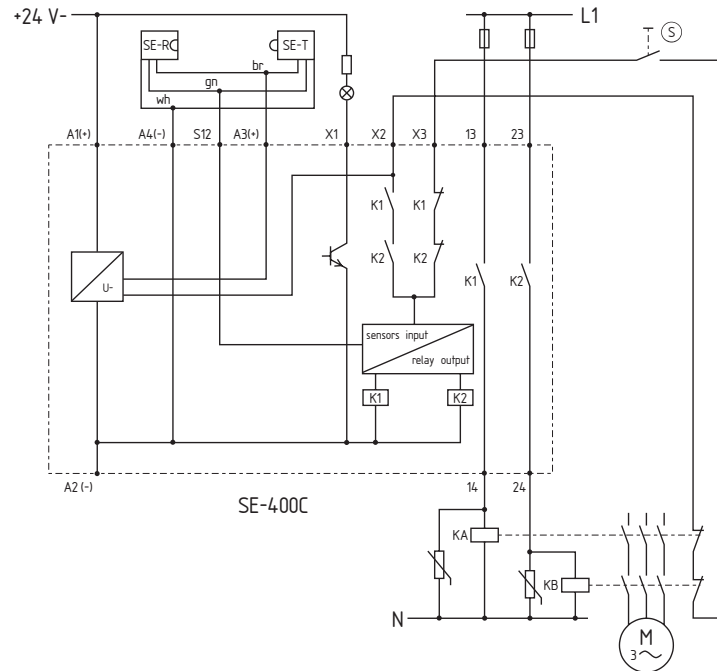 +24 V-
L1
SE-R
SE-T
S
br
gn
wh
A1(+)
A4(-)
S12
A3(+)
X1
X2
X3
13
23
K1
K1
K2
K2
K1
K2
U-
sensors input
relay output
K1
K2
A2 (-)
14
24
SE-400C
KA
KB
N
M
3~